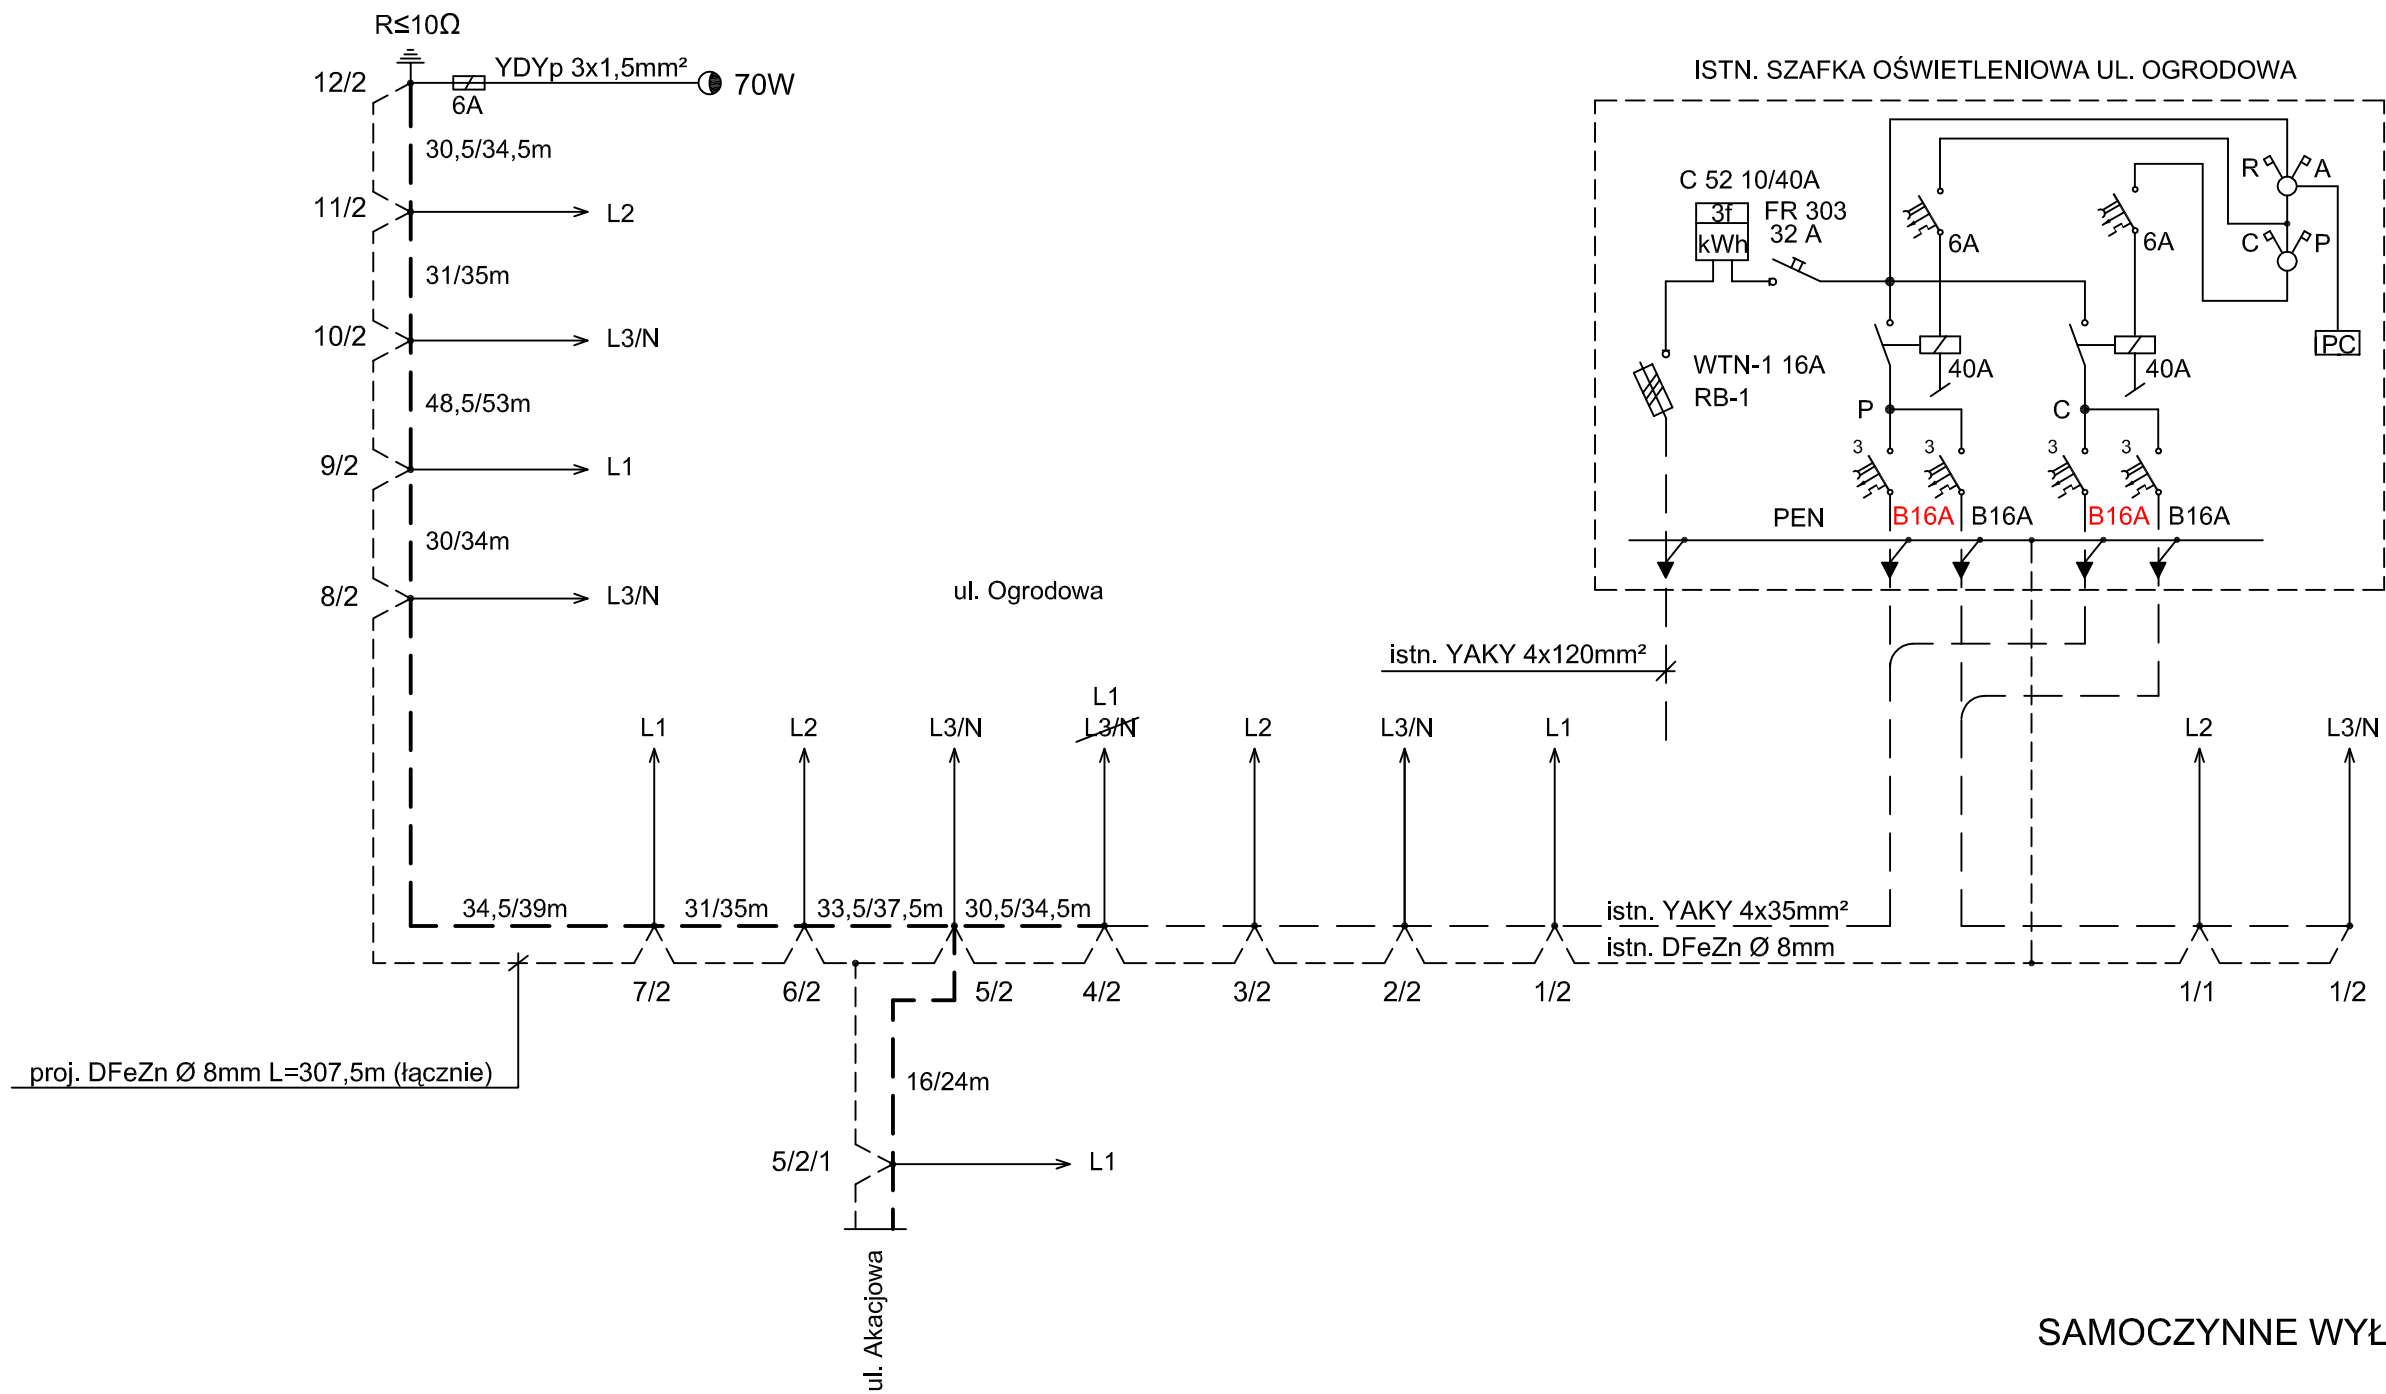 R≤10Ω
12/2
YDYp 3x1,5mm²
6A
70W
30,5/34,5m
11/2
L2
31/35m
10/2
L3/N
48,5/53m
9/2
L1
30/34m
8/2
L3/N
ul. Ogrodowa
ISTN. SZAFKA OŚWIETLENIOWA UL. OGRODOWA
C 52 10/40A
3f
kWh
FR 303
32 A
6A
6A
R
A
C
P
PC
WTN-1 16A
RB-1
40A
40A
P
C
3
3
3
3
PEN
B16A
B16A
B16A
B16A
istn. YAKY 4x120mm²
L1
L2
L3/N
L1
L3/N
L2
L3/N
L1
L2
L3/N
34,5/39m
31/35m
33,5/37,5m
30,5/34,5m
istn. YAKY 4x35mm²
istn. DFeZn Ø 8mm
7/2
6/2
5/2
4/2
3/2
2/2
1/2
1/1
1/2
proj. DFeZn Ø 8mm L=307,5m (łącznie)
16/24m
5/2/1
L1
ul. Akacjowa
SAMOCZYNNE WYŁ